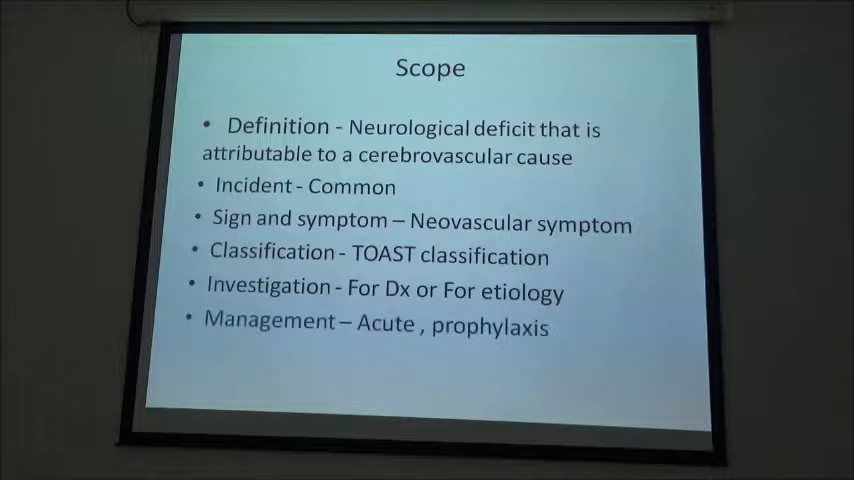 Scope
• Definition - Neurological deficit that is
attributable to a cerebrovascular cause
• Incident - Common
• Sign and symptom – Neovascular symptom
• Classification - TOAST classification
• Investigation - For Dx or For etiology
• Management – Acute , prophylaxis